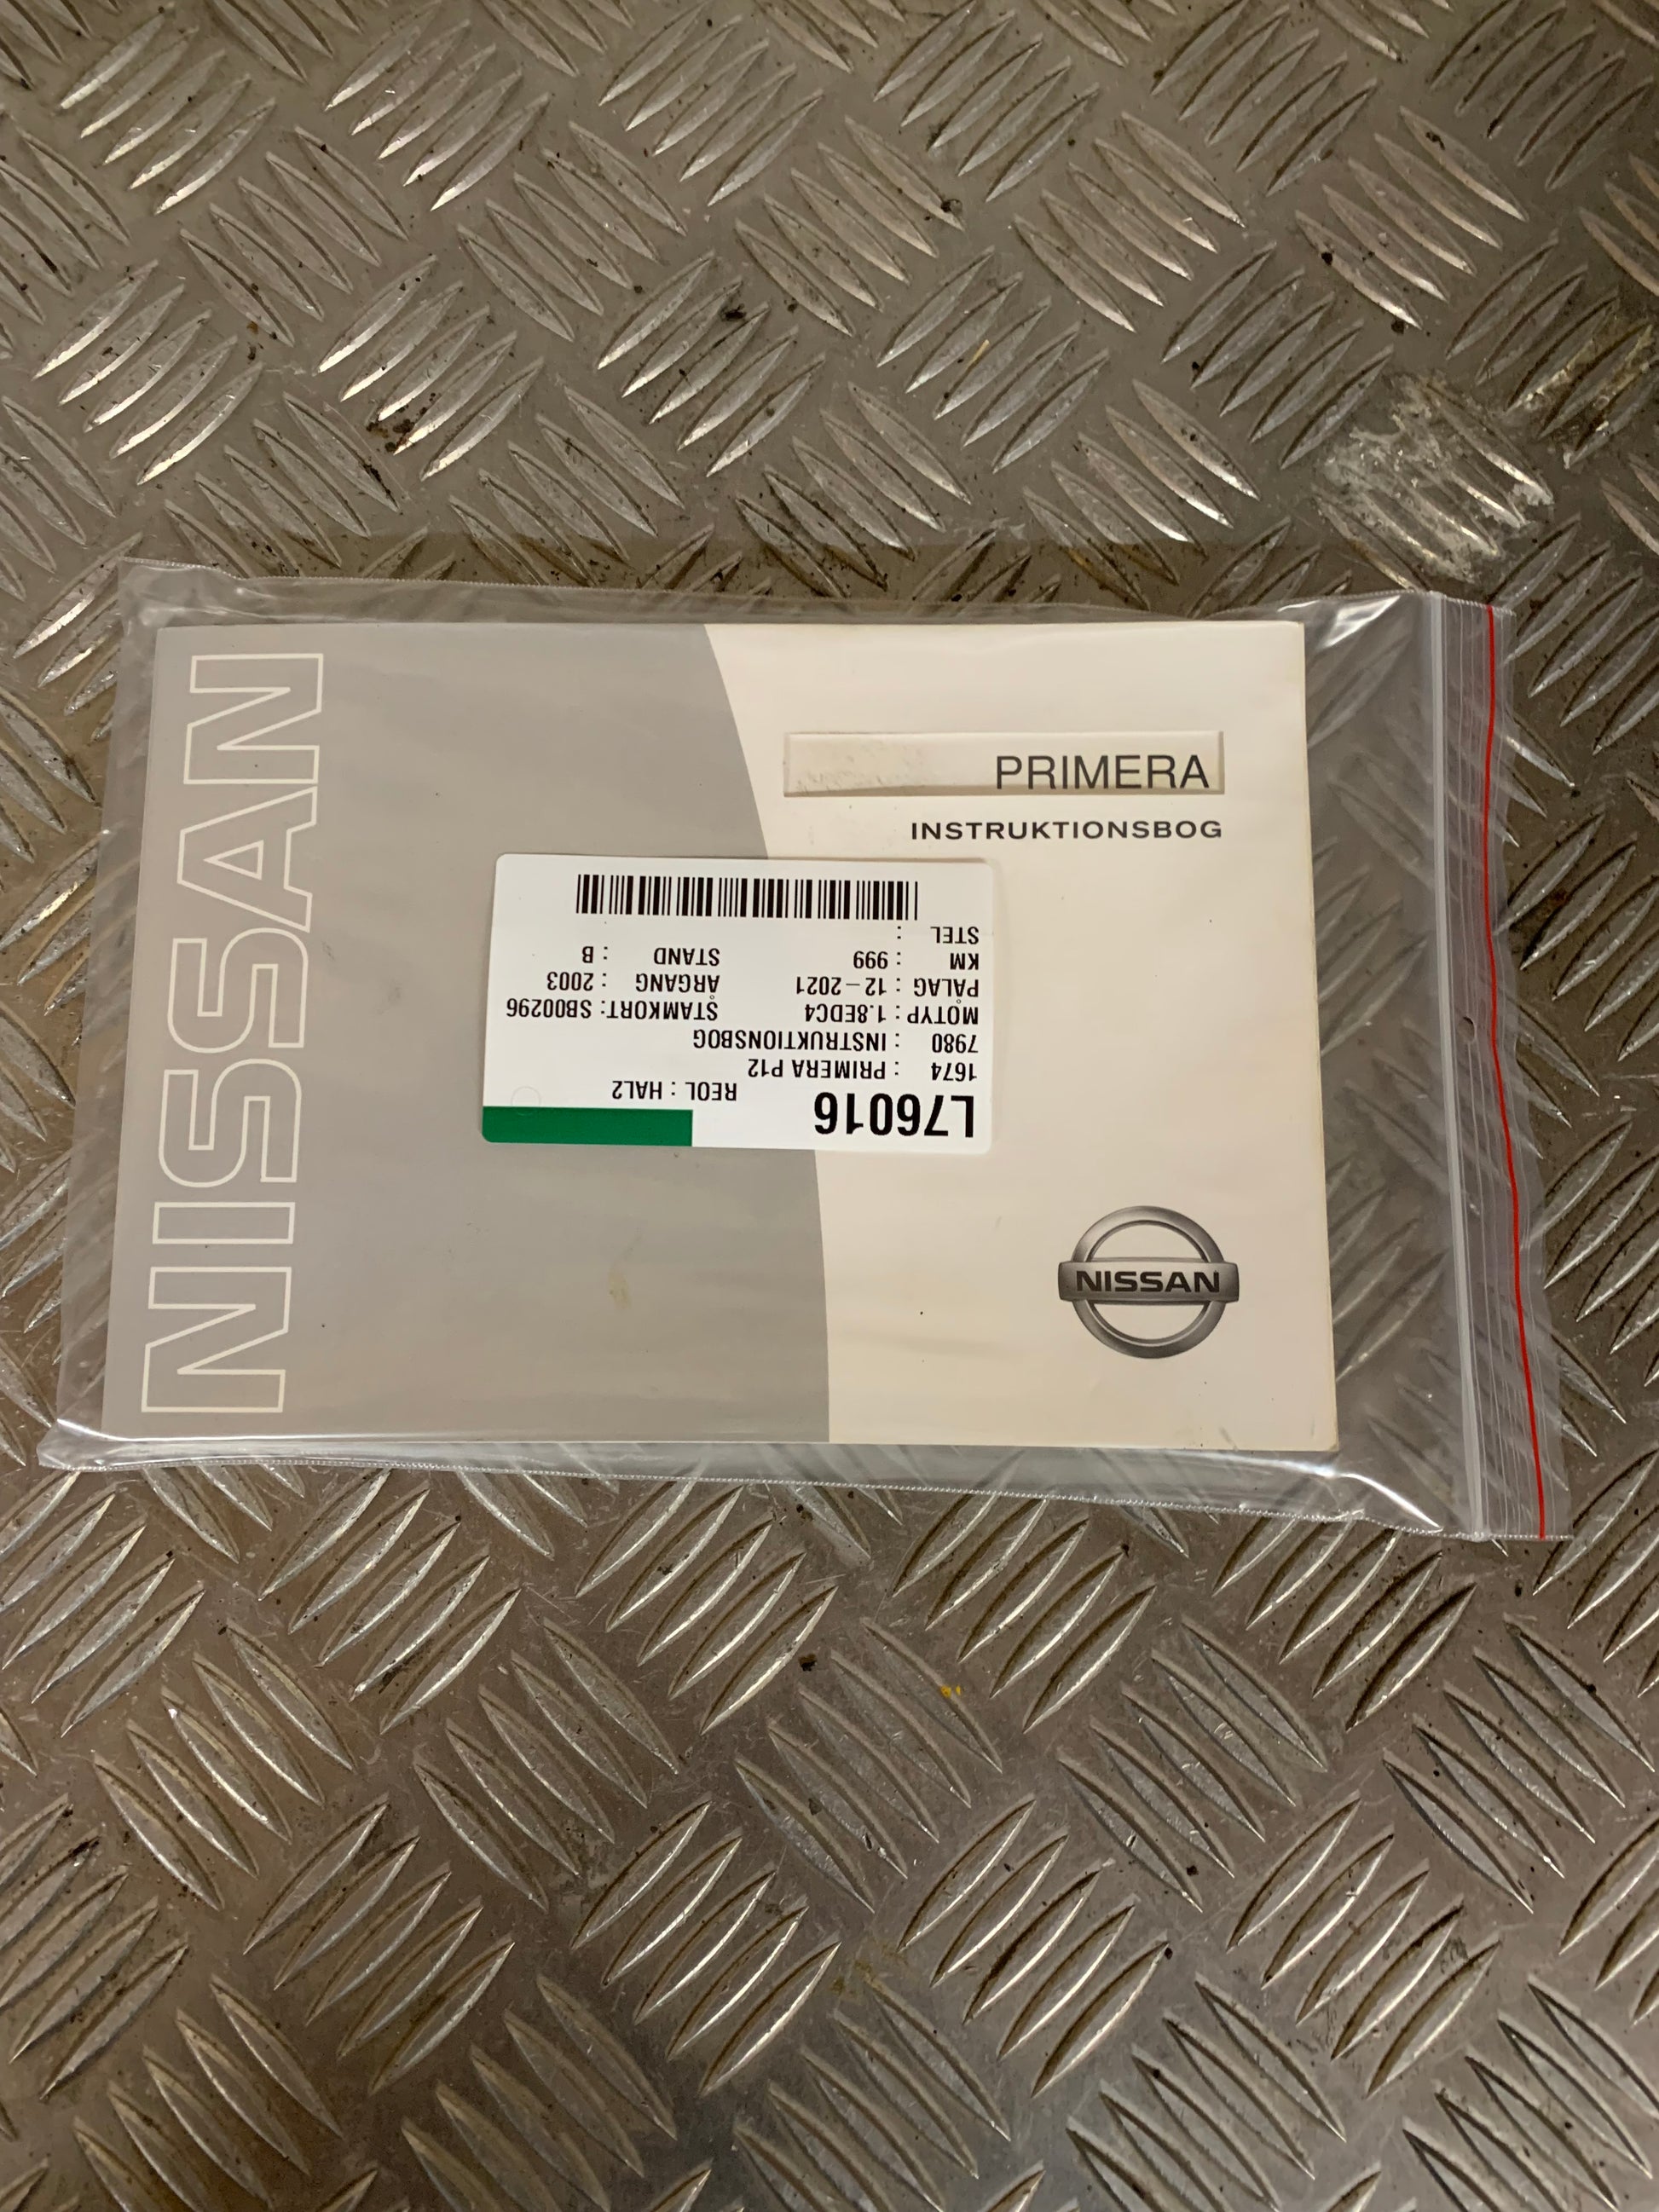 NISSAN
PRIMERA
INSTRUKTIONSBOG
L76016 REOL : HAL2
1674 : PRIMERA P12
7980 : INSTRUKTIONSBOG
MOTYP : 1.8EDC4 STAMKORT: SB00296
PÅLAG : 12-2021 ÅRGANG : 2003
KM : 999 STAND : B
STEL :
NISSAN